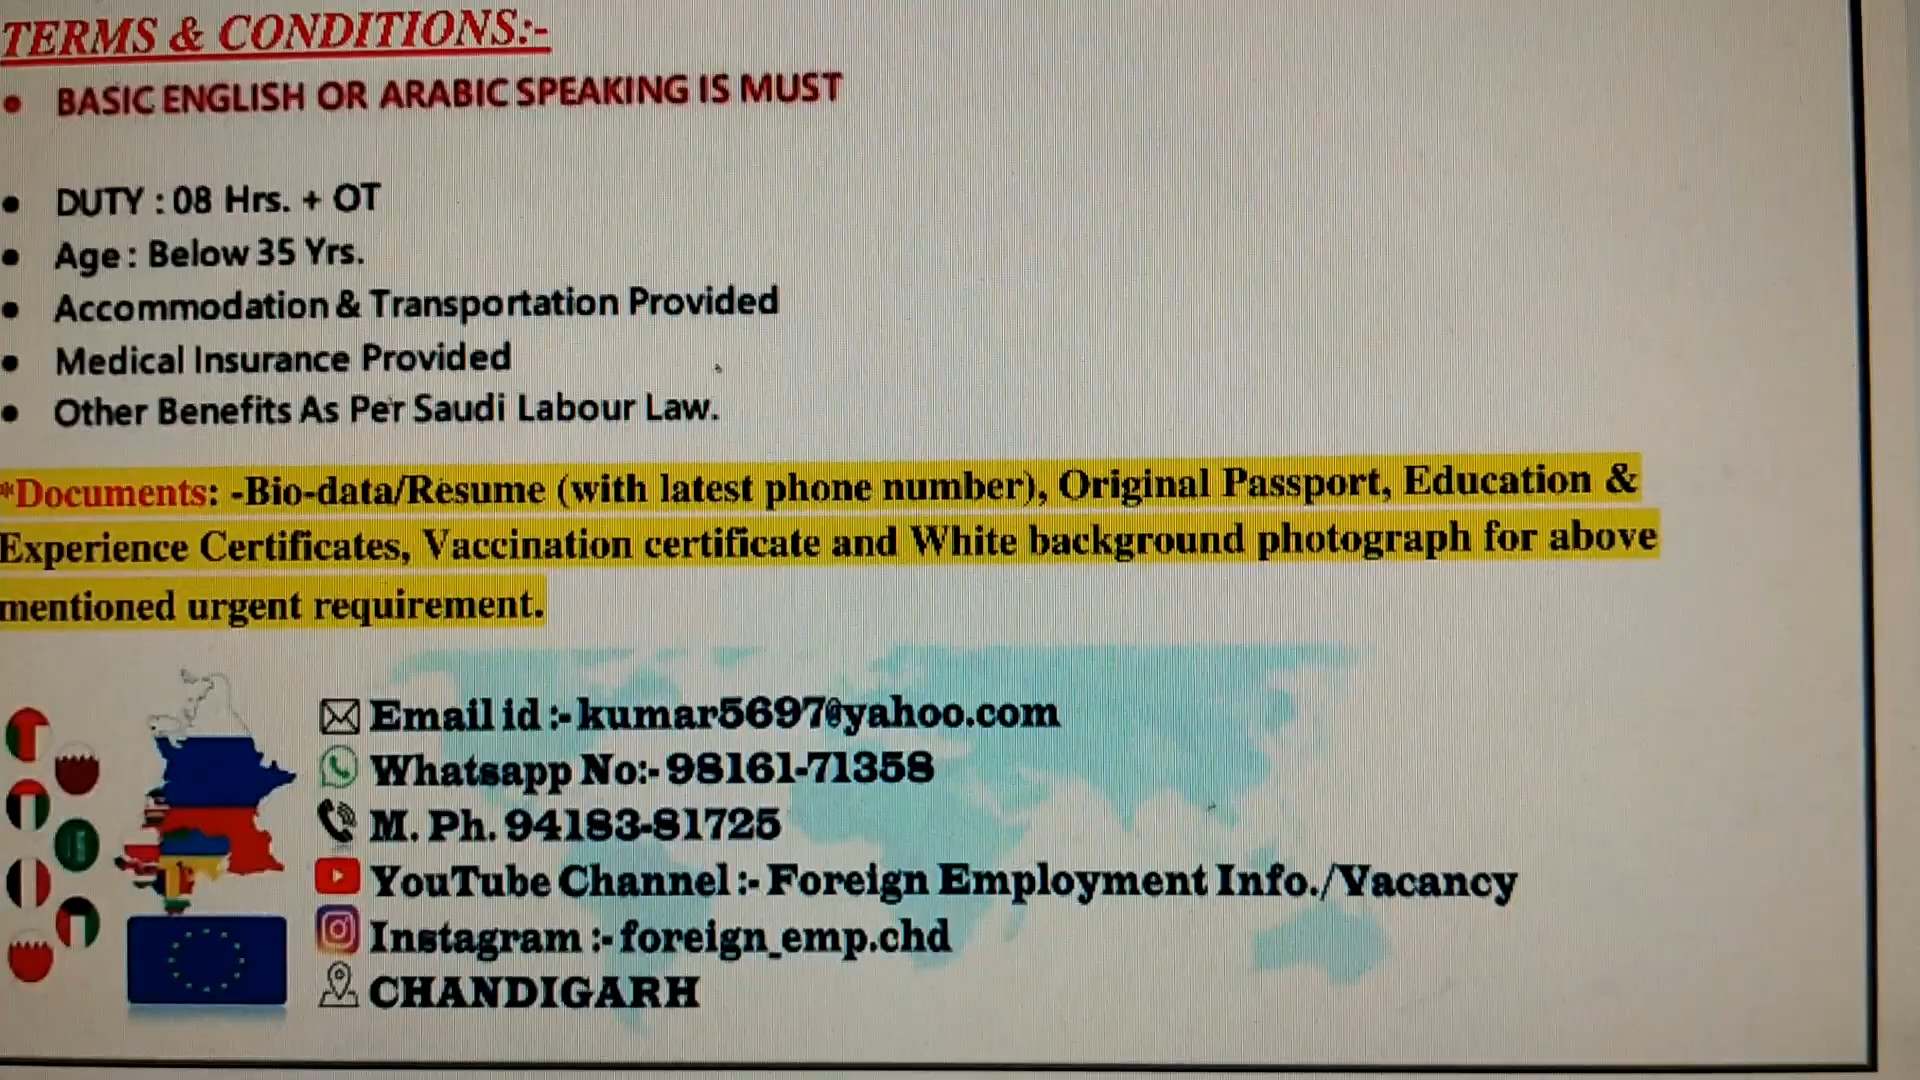 TERMS & CONDITIONS:-
• BASIC ENGLISH OR ARABIC SPEAKING IS MUST
• DUTY : 08 Hrs. + OT
• Age : Below 35 Yrs.
• Accommodation & Transportation Provided
• Medical Insurance Provided
• Other Benefits As Per Saudi Labour Law.
*Documents: -Bio-data/Resume (with latest phone number), Original Passport, Education &
Experience Certificates, Vaccination certificate and White background photograph for above
mentioned urgent requirement.
Email id :- kumar5697@yahoo.com
Whatsapp No:- 98161-71358
M. Ph. 94183-81725
YouTube Channel :- Foreign Employment Info./Vacancy
Instagram :- foreign_emp.chd
CHANDIGARH